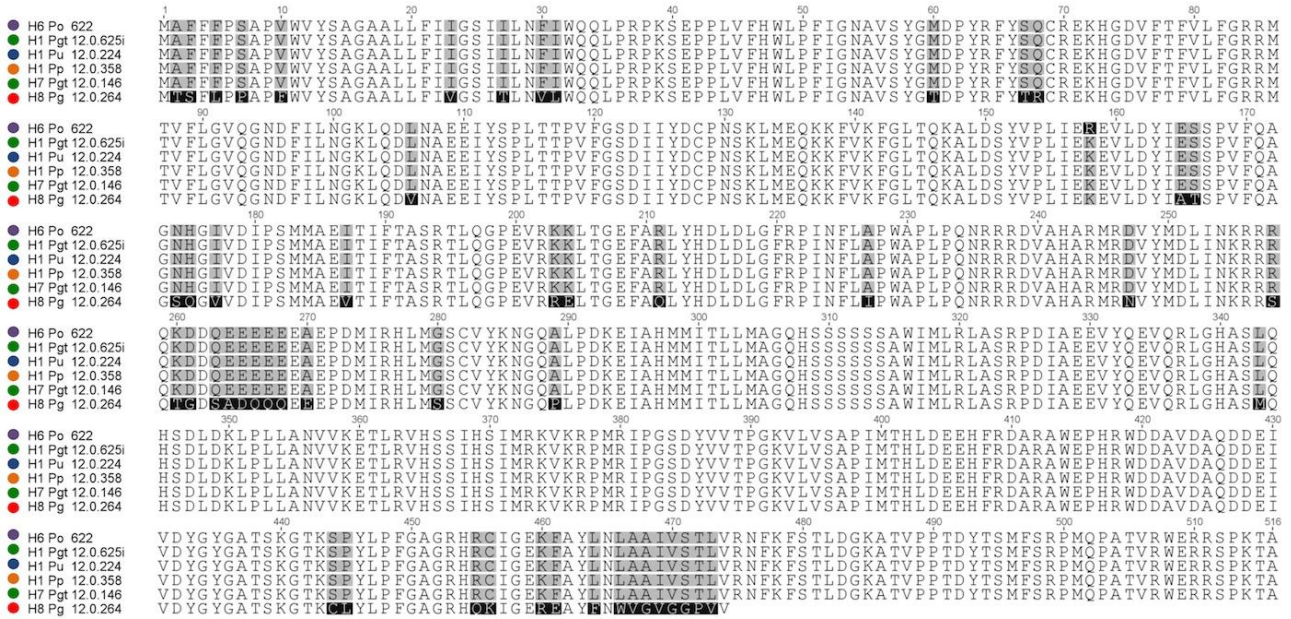 1 10 20 30 40 50 60 70 80
H6 Po 622 MAFFFPSAPVWVYSAGAALLFIIGSIILNFIWQQLPRPKSEPPLVFHWLPFIGNAVSYGMDPYRFYSQCREKHGDVFTFVLFGRRM
H1 Pgt 12.0.625i MAFFFPSAPVWVYSAGAALLFIIGSIILNFIWQQLPRPKSEPPLVFHWLPFIGNAVSYGMDPYRFYSQCREKHGDVFTFVLFGRRM
H1 Pu 12.0.224 MAFFFPSAPVWVYSAGAALLFIIGSIILNFIWQQLPRPKSEPPLVFHWLPFIGNAVSYGMDPYRFYSQCREKHGDVFTFVLFGRRM
H1 Pp 12.0.358 MAFFFPSAPVWVYSAGAALLFIIGSIILNFIWQQLPRPKSEPPLVFHWLPFIGNAVSYGMDPYRFYSQCREKHGDVFTFVLFGRRM
H7 Pgt 12.0.146 MAFFFPSAPVWVYSAGAALLFIIGSIILNFIWQQLPRPKSEPPLVFHWLPFIGNAVSYGMDPYRFYSQCREKHGDVFTFVLFGRRM
H8 Pg 12.0.264 MTSFLPPAPFWVYSAGAALLFIVGSTILNVLWQQLPRPKSEPPLVFHWLPFIGNAVSYGTDPYRFYTRCREKHGDVFTFVLFGRRM
90 100 110 120 130 140 150 160 170
H6 Po 622 TVFLGVQGNDFILNGKLQDLNAEEIYSPLTTPVFGSDIIYDCPNSKLMEQKKFVKFGLTQKALDSYVPLIEREVLDYIESSPVFQA
H1 Pgt 12.0.625i TVFLGVQGNDFILNGKLQDLNAEEIYSPLTTPVFGSDIIYDCPNSKLMEQKKFVKFGLTQKALDSYVPLIEKEVLDYIESSPVFQA
H1 Pu 12.0.224 TVFLGVQGNDFILNGKLQDLNAEEIYSPLTTPVFGSDIIYDCPNSKLMEQKKFVKFGLTQKALDSYVPLIEKEVLDYIESSPVFQA
H1 Pp 12.0.358 TVFLGVQGNDFILNGKLQDLNAEEIYSPLTTPVFGSDIIYDCPNSKLMEQKKFVKFGLTQKALDSYVPLIEKEVLDYIESSPVFQA
H7 Pgt 12.0.146 TVFLGVQGNDFILNGKLQDLNAEEIYSPLTTPVFGSDIIYDCPNSKLMEQKKFVKFGLTQKALDSYVPLIEKEVLDYIESSPVFQA
H8 Pg 12.0.264 TVFLGVQGNDFILNGKLQDVNAEEIYSPLTTPVFGSDIIYDCPNSKLMEQKKFVKFGLTQKALDSYVPLIEKEVLDYIATSPVFQA
180 190 200 210 220 230 240 250
H6 Po 622 GNHGIVDIPSMMAEITIFTASRTLQGPEVRKKLTGEFARLYHDLDLGFRPINFLAPWAPLPQNRRRDVAHARMRDVYMDLINKRRR
H1 Pgt 12.0.625i GNHGIVDIPSMMAEITIFTASRTLQGPEVRKKLTGEFARLYHDLDLGFRPINFLAPWAPLPQNRRRDVAHARMRDVYMDLINKRRR
H1 Pu 12.0.224 GNHGIVDIPSMMAEITIFTASRTLQGPEVRKKLTGEFARLYHDLDLGFRPINFLAPWAPLPQNRRRDVAHARMRDVYMDLINKRRR
H1 Pp 12.0.358 GNHGIVDIPSMMAEITIFTASRTLQGPEVRKKLTGEFARLYHDLDLGFRPINFLAPWAPLPQNRRRDVAHARMRDVYMDLINKRRR
H7 Pgt 12.0.146 GNHGIVDIPSMMAEITIFTASRTLQGPEVRKKLTGEFARLYHDLDLGFRPINFLAPWAPLPQNRRRDVAHARMRDVYMDLINKRRR
H8 Pg 12.0.264 GSQGVVDIPSMMAEVTIFTASRTLQGPEVRRELTGEFAQLYHDLDLGFRPINFLIPWAPLPQNRRRDVAHARMRNVYMDLINKRRS
260 270 280 290 300 310 320 330 340
H6 Po 622 QKDDQEEEEEEAEPDMIRHLMGSCVYKNGQALPDKEIAHMMITLLMAGQHSSSSSSAWIMLRLASRPDIAEEVYQEVQRLGHASLQ
H1 Pgt 12.0.625i QKDDQEEEEEEAEPDMIRHLMGSCVYKNGQALPDKEIAHMMITLLMAGQHSSSSSSAWIMLRLASRPDIAEEVYQEVQRLGHASLQ
H1 Pu 12.0.224 QKDDQEEEEEEAEPDMIRHLMGSCVYKNGQALPDKEIAHMMITLLMAGQHSSSSSSAWIMLRLASRPDIAEEVYQEVQRLGHASLQ
H1 Pp 12.0.358 QKDDQEEEEEEAEPDMIRHLMGSCVYKNGQALPDKEIAHMMITLLMAGQHSSSSSSAWIMLRLASRPDIAEEVYQEVQRLGHASLQ
H7 Pgt 12.0.146 QKDDQEEEEEEAEPDMIRHLMGSCVYKNGQALPDKEIAHMMITLLMAGQHSSSSSSAWIMLRLASRPDIAEEVYQEVQRLGHASLQ
H8 Pg 12.0.264 QTGDSADQQQEEEPDMIRHLMSSCVYKNGQPLPDKEIAHMMITLLMAGQHSSSSSSAWIMLRLASRPDIAEEVYQEVQRLGHASMQ
350 360 370 380 390 400 410 420 430
H6 Po 622 HSDLDKLPLLANVVKETLRVHSSIHSIMRKVKRPMRIPGSDYVVTPGKVLVSAPIMTHLDEEHFRDARAWEPHRWDDAVDAQDDEI
H1 Pgt 12.0.625i HSDLDKLPLLANVVKETLRVHSSIHSIMRKVKRPMRIPGSDYVVTPGKVLVSAPIMTHLDEEHFRDARAWEPHRWDDAVDAQDDEI
H1 Pu 12.0.224 HSDLDKLPLLANVVKETLRVHSSIHSIMRKVKRPMRIPGSDYVVTPGKVLVSAPIMTHLDEEHFRDARAWEPHRWDDAVDAQDDEI
H1 Pp 12.0.358 HSDLDKLPLLANVVKETLRVHSSIHSIMRKVKRPMRIPGSDYVVTPGKVLVSAPIMTHLDEEHFRDARAWEPHRWDDAVDAQDDEI
H7 Pgt 12.0.146 HSDLDKLPLLANVVKETLRVHSSIHSIMRKVKRPMRIPGSDYVVTPGKVLVSAPIMTHLDEEHFRDARAWEPHRWDDAVDAQDDEI
H8 Pg 12.0.264 HSDLDKLPLLANVVKETLRVHSSIHSIMRKVKRPMRIPGSDYVVTPGKVLVSAPIMTHLDEEHFRDARAWEPHRWDDAVDAQDDEI
440 450 460 470 480 490 500 510 516
H6 Po 622 VDYGYGATSKGTKSPYLPFGAGRHRCIGEKFAYLNLAAIVSTLVRNFKFSTLDGKATVPPTDYTSMFSRPMQPATVRWERRSPKTA
H1 Pgt 12.0.625i VDYGYGATSKGTKSPYLPFGAGRHRCIGEKFAYLNLAAIVSTLVRNFKFSTLDGKATVPPTDYTSMFSRPMQPATVRWERRSPKTA
H1 Pu 12.0.224 VDYGYGATSKGTKSPYLPFGAGRHRCIGEKFAYLNLAAIVSTLVRNFKFSTLDGKATVPPTDYTSMFSRPMQPATVRWERRSPKTA
H1 Pp 12.0.358 VDYGYGATSKGTKSPYLPFGAGRHRCIGEKFAYLNLAAIVSTLVRNFKFSTLDGKATVPPTDYTSMFSRPMQPATVRWERRSPKTA
H7 Pgt 12.0.146 VDYGYGATSKGTKSPYLPFGAGRHRCIGEKFAYLNLAAIVSTLVRNFKFSTLDGKATVPPTDYTSMFSRPMQPATVRWERRSPKTA
H8 Pg 12.0.264 VDYGYGATSKGTKCLYLPFGAGRHQKIGEREAYFNWVGVGGPVV